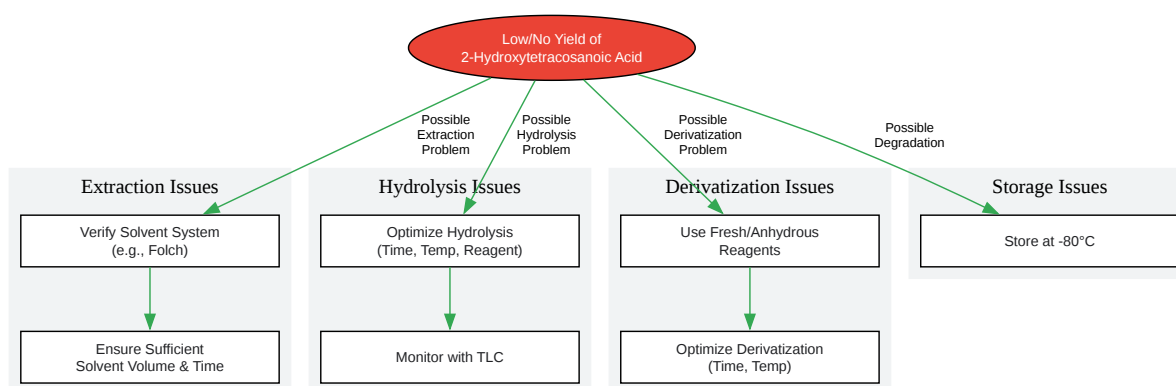 Low/No Yield of
2-Hydroxytetracosanoic Acid
Possible
Extraction
Problem
Possible
Hydrolysis
Problem
Possible
Derivatization
Problem
Possible
Degradation
Extraction Issues
Hydrolysis Issues
Derivatization Issues
Storage Issues
Verify Solvent System
(e.g., Folch)
Optimize Hydrolysis
(Time, Temp, Reagent)
Use Fresh/Anhydrous
Reagents
Store at -80°C
Ensure Sufficient
Solvent Volume & Time
Monitor with TLC
Optimize Derivatization
(Time, Temp)